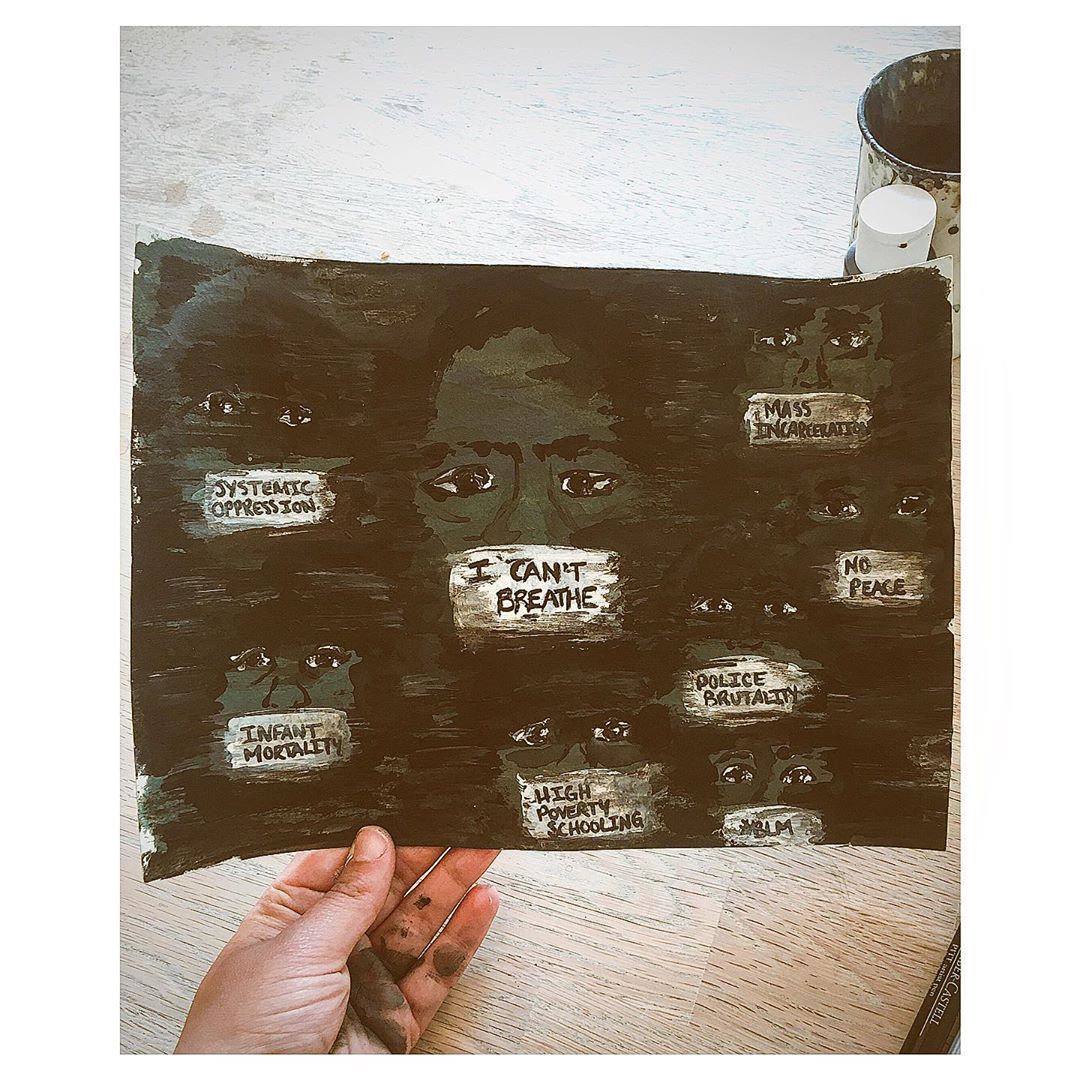 SYSTEMIC
OPPRESSION
I CAN'T
BREATHE
MASS
INCARCERATION
NO
PEACE
POLICE
BRUTALITY
INFANT
MORTALITY
HIGH
POVERTY
SCHOOLING
#BLM
BER-CASTELL
PITT artist pen